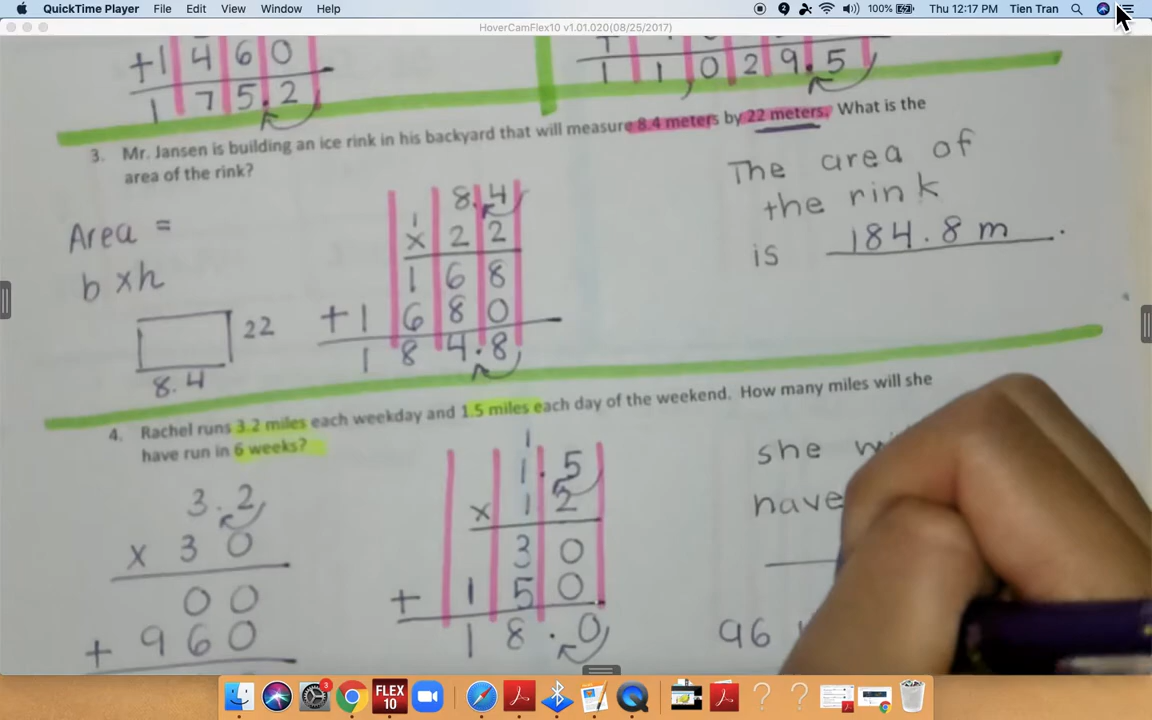 QuickTime Player File Edit View Window Help 100% Thu 12:17 PM Tien Tran
HoverCamFlex10 v1.01.020(08/25/2017)
+1 4 6 0
1 7 5.2
1 1,0 2 9.5
3. Mr. Jansen is building an ice rink in his backyard that will measure 8.4 meters by 22 meters. What is the
area of the rink?
Area =
b x h
22
8.4
8.4
1
x 2 2
1 6 8
+1 6 8 0
1 8 4.8
The area of
the rink
is 184.8 m.
4. Rachel runs 3.2 miles each weekday and 1.5 miles each day of the weekend. How many miles will she
have run in 6 weeks?
3.2
x 3 0
0 0
+ 9 6 0
1
1.5
x 1 2
3 0
+ 1 5 0
1 8.0
she
have
96
3
FLEX
10